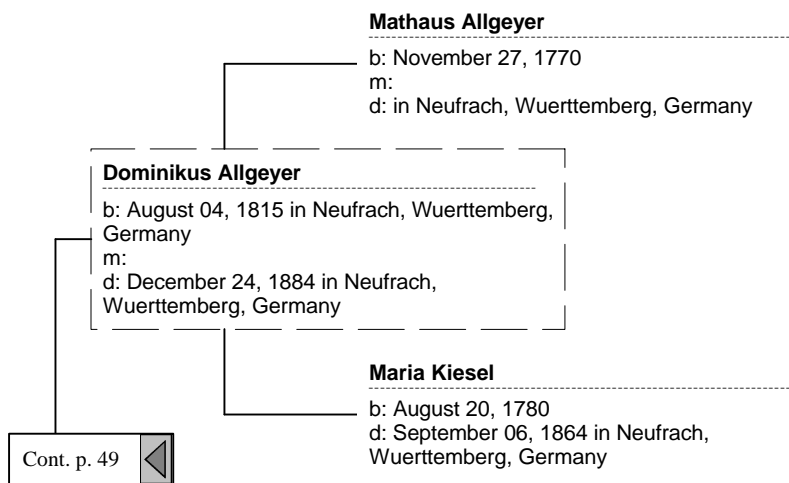 Mathaus Allgeyer
b: November 27, 1770
m:
d: in Neufrach, Wuerttemberg, Germany
Dominikus Allgeyer
b: August 04, 1815 in Neufrach, Wuerttemberg,
Germany
m:
d: December 24, 1884 in Neufrach,
Wuerttemberg, Germany
Maria Kiesel
b: August 20, 1780
d: September 06, 1864 in Neufrach,
Wuerttemberg, Germany
Cont. p. 49